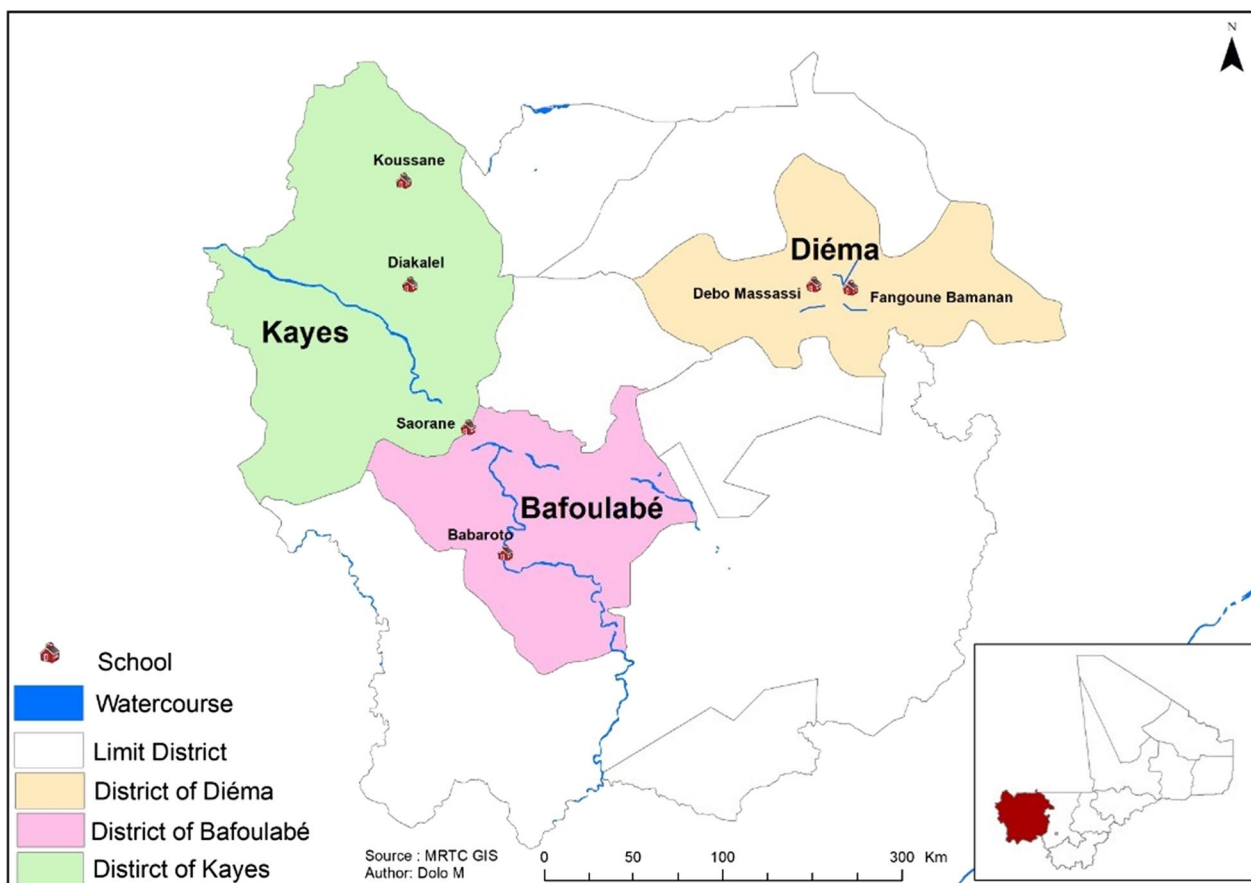 N
Koussane
Diakalel
Diéma
Debo Massassi
Fangoune Bamanan
Kayes
Saorane
Bafoulabé
Babaroto
School
Watercourse
Limit District
District of Diéma
District of Bafoulabé
Distirct of Kayes
Source : MRTC GIS
Author: Dolo M
0 50 100 300 Km